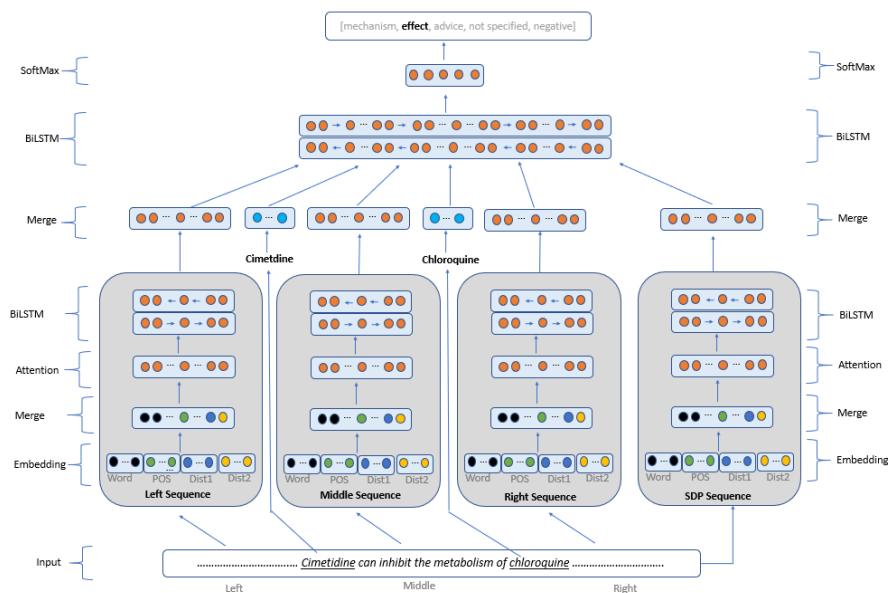 [mechanism, effect, advice, not specified, negative]
SoftMax
SoftMax
BiLSTM
BiLSTM
Merge
Merge
Cimetdine
Chloroquine
BiLSTM
BiLSTM
Attention
Attention
Merge
Merge
Embedding
Embedding
Word POS Dist1 Dist2
Word POS Dist1 Dist2
Word POS Dist1 Dist2
Word POS Dist1 Dist2
Left Sequence
Middle Sequence
Right Sequence
SDP Sequence
Input
................................ Cimetidine can inhibit the metabolism of chloroquine .............................
Left
Middle
Right